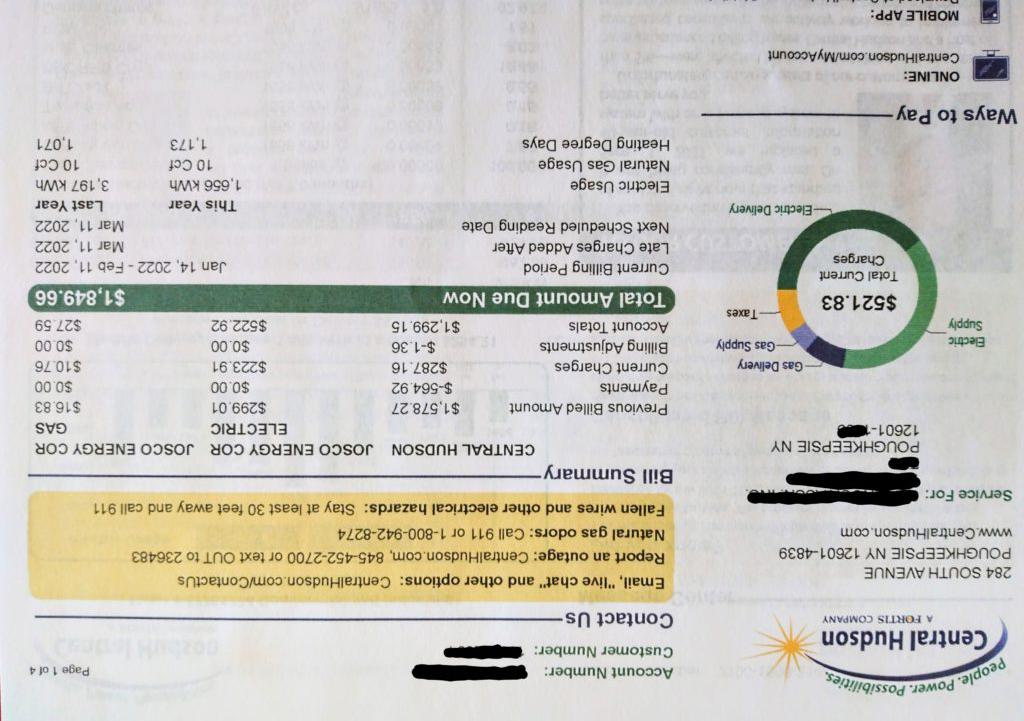 People. Power. Possibilities.
Central Hudson
A FORTIS COMPANY
284 SOUTH AVENUE
POUGHKEEPSIE NY 12601-4839
www.CentralHudson.com
Service For:
POUGHKEEPSIE NY
12601-
Page 1 of 4
Account Number:
Customer Number:
Contact Us
Email, "live chat" and other options: CentralHudson.com/ContactUs
Report an outage: CentralHudson.com, 845-452-2700 or text OUT to 236483
Natural gas odors: Call 911 or 1-800-942-8274
Fallen wires and other electrical hazards: Stay at least 30 feet away and call 911
Bill Summary
CENTRAL HUDSON JOSCO ENERGY COR JOSCO ENERGY COR
ELECTRIC GAS
Previous Billed Amount $1,578.27 $299.01 $16.83
Payments $-564.92 $0.00 $0.00
Current Charges $287.16 $223.91 $10.76
Billing Adjustments $-1.36 $0.00 $0.00
Account Totals $1,299.15 $522.92 $27.59
Total Amount Due Now $1,849.66
Current Billing Period Jan 14, 2022 - Feb 11, 2022
Late Charges Added After Mar 11, 2022
Next Scheduled Reading Date Mar 11, 2022
This Year Last Year
Electric Usage 1,656 kWh 3,197 kWh
Natural Gas Usage 10 Ccf 10 Ccf
Heating Degree Days 1,173 1,071
Gas Delivery
Gas Supply
Taxes
Electric
Supply
$521.83
Total Current
Charges
Electric Delivery
Ways to Pay
ONLINE:
CentralHudson.com/MyAccount
MOBILE APP: